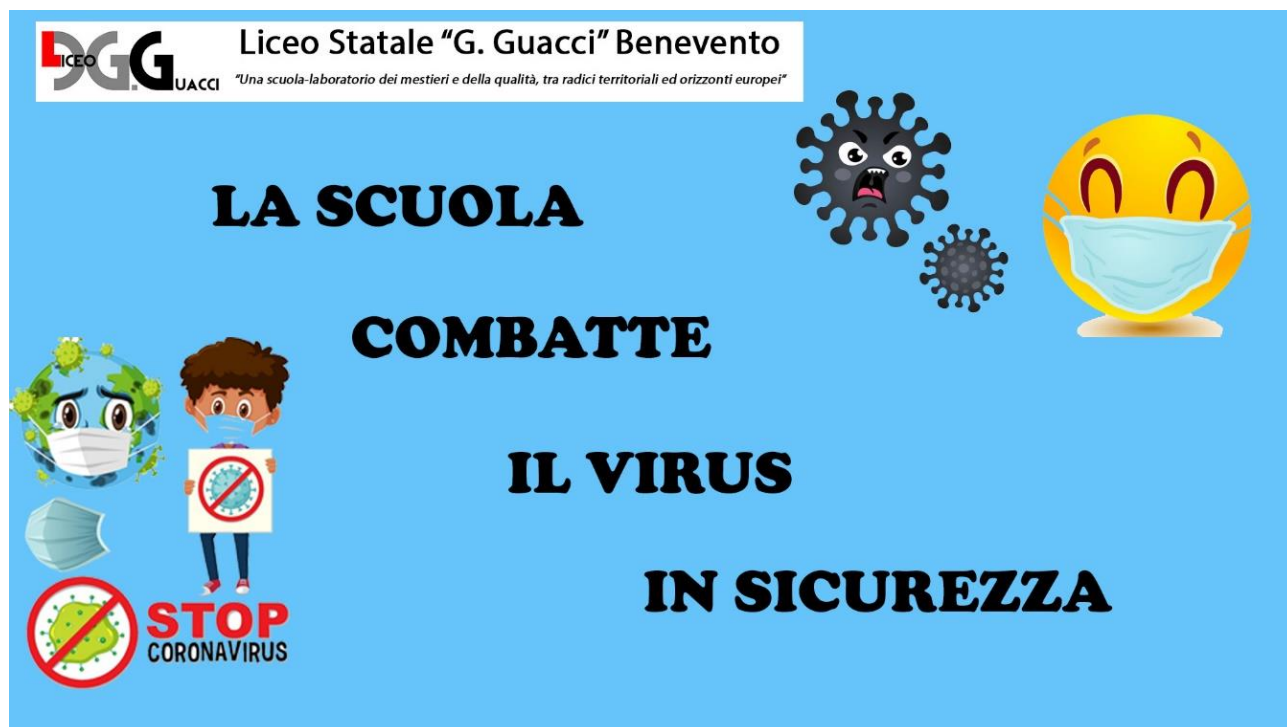 LICEO G.GUACCI
Liceo Statale “G. Guacci” Benevento
"Una scuola-laboratorio dei mestieri e della qualità, tra radici territoriali ed orizzonti europei"
LA SCUOLA
COMBATTE
IL VIRUS
IN SICUREZZA
STOP
CORONAVIRUS